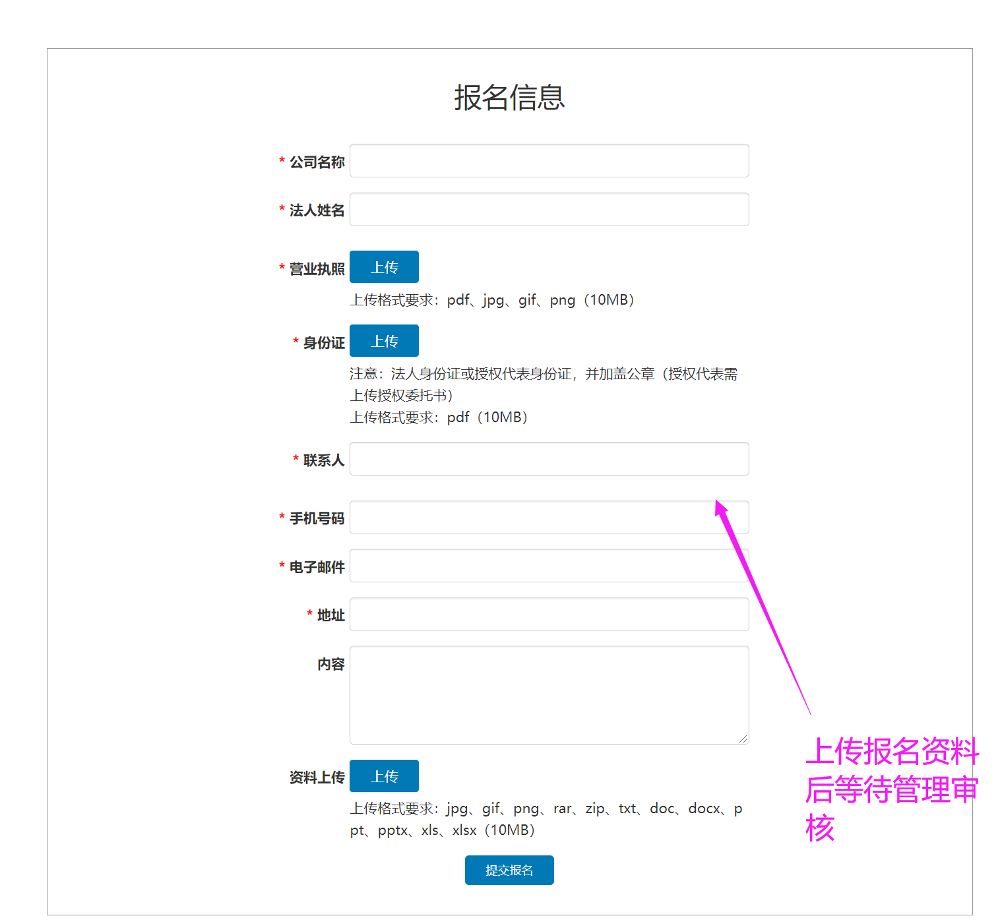 报名信息
* 公司名称
* 法人姓名
* 营业执照 上传
上传格式要求：pdf、jpg、gif、png（10MB）
* 身份证 上传
注意：法人身份证或授权代表身份证，并加盖公章（授权代表需
上传授权委托书）
上传格式要求：pdf（10MB）
* 联系人
* 手机号码
* 电子邮件
* 地址
内容
资料上传 上传
上传格式要求：jpg、gif、png、rar、zip、txt、doc、docx、p
pt、pptx、xls、xlsx（10MB）
提交报名
上传报名资料
后等待管理审
核